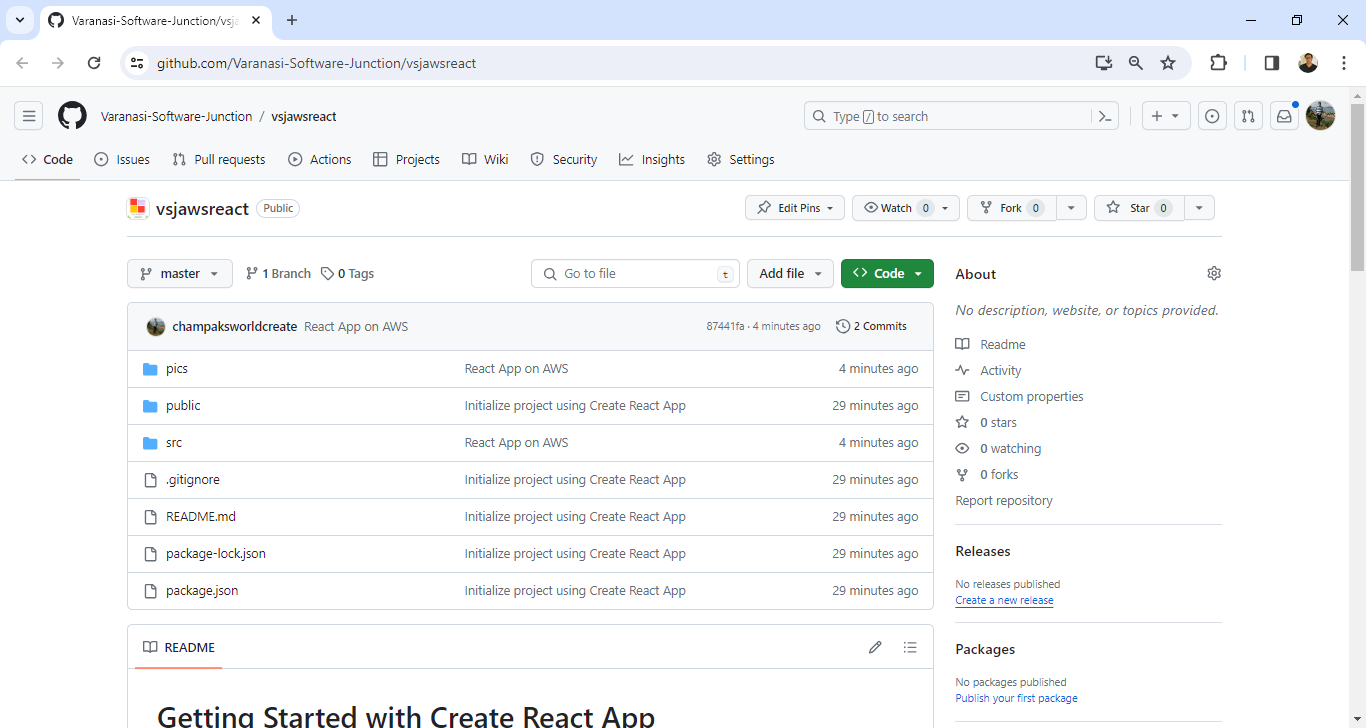 Varanasi-Software-Junction/vsja
github.com/Varanasi-Software-Junction/vsjawsreact
Varanasi-Software-Junction / vsjawsreact
Type / to search
Code Issues Pull requests Actions Projects Wiki Security Insights Settings
vsjawsreact Public
Edit Pins Watch 0 Fork 0 Star 0
master 1 Branch 0 Tags Go to file t Add file Code
champaksworldcreate React App on AWS 87441fa · 4 minutes ago 2 Commits
pics React App on AWS 4 minutes ago
public Initialize project using Create React App 29 minutes ago
src React App on AWS 4 minutes ago
.gitignore Initialize project using Create React App 29 minutes ago
README.md Initialize project using Create React App 29 minutes ago
package-lock.json Initialize project using Create React App 29 minutes ago
package.json Initialize project using Create React App 29 minutes ago
README
Getting Started with Create React App
About
No description, website, or topics provided.
Readme
Activity
Custom properties
0 stars
0 watching
0 forks
Report repository
Releases
No releases published
Create a new release
Packages
No packages published
Publish your first package